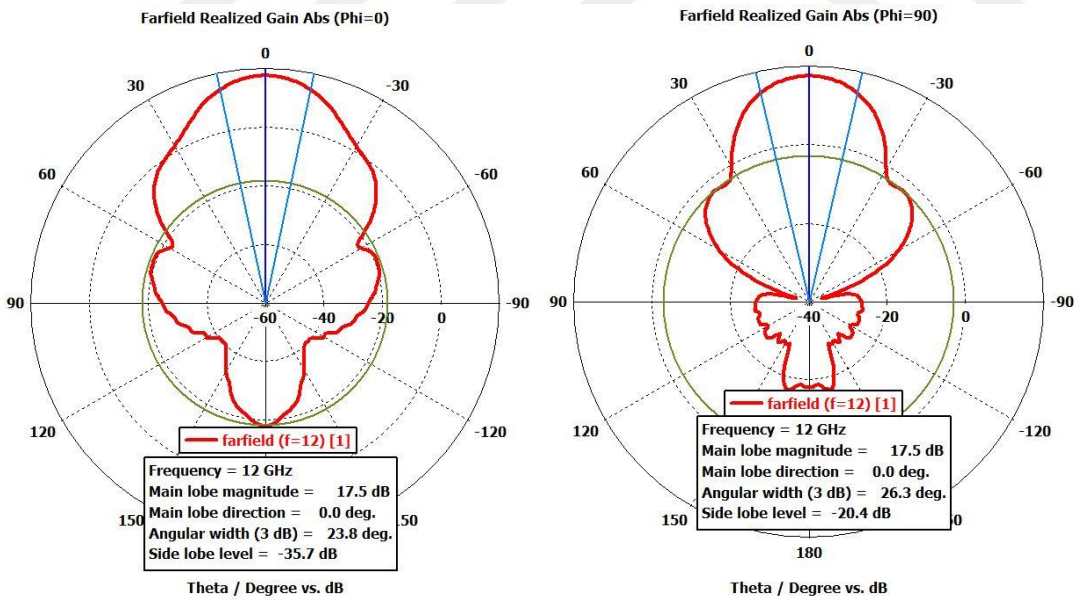 Farfield Realized Gain Abs (Phi=0)
0
30
-30
60
-60
90
-90
-60
-40
-20
0
120
-120
150
150
farfield (f=12) [1]
Frequency = 12 GHz
Main lobe magnitude = 17.5 dB
Main lobe direction = 0.0 deg.
Angular width (3 dB) = 23.8 deg.
Side lobe level = -35.7 dB
Theta / Degree vs. dB
Farfield Realized Gain Abs (Phi=90)
0
30
-30
60
-60
90
-90
-40
-20
0
120
-120
150
farfield (f=12) [1]
Frequency = 12 GHz
Main lobe magnitude = 17.5 dB
Main lobe direction = 0.0 deg.
Angular width (3 dB) = 26.3 deg.
Side lobe level = -20.4 dB
180
Theta / Degree vs. dB